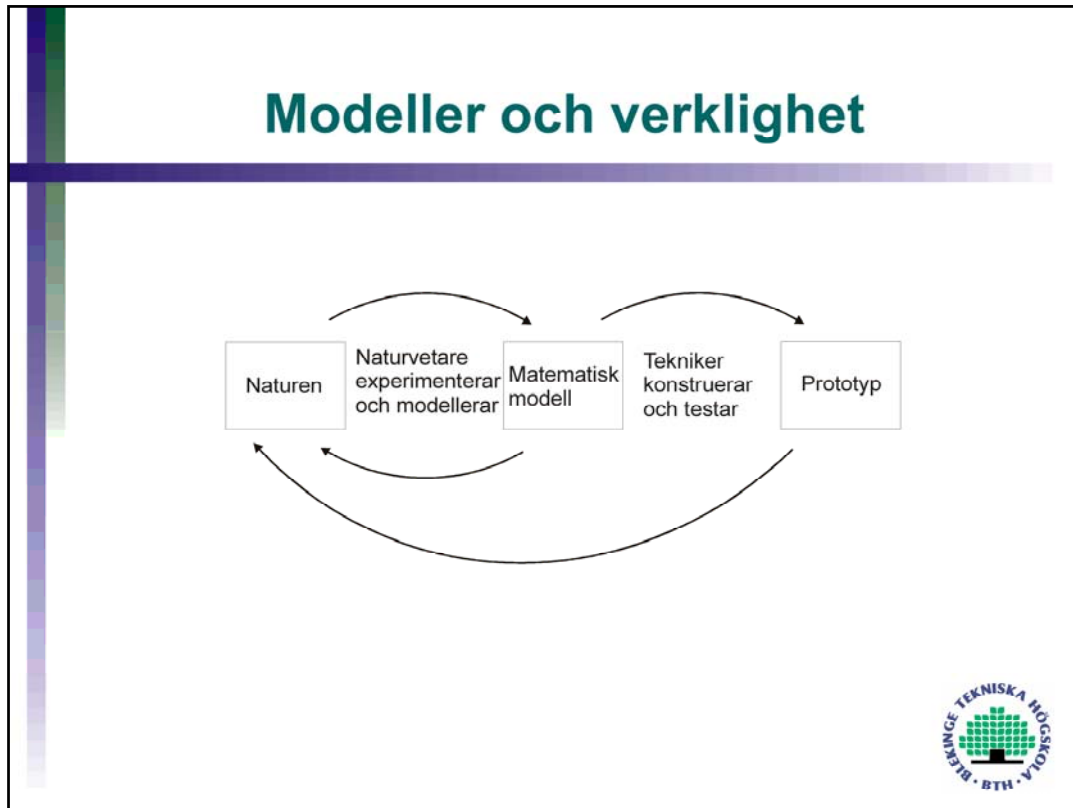 Modeller och verklighet
Naturen
Naturvetare
experimenterar
och modellerar
Matematisk
modell
Tekniker
konstruerar
och testar
Prototyp
BLEKINGE TEKNISKA HÖGSKOLA · BTH ·